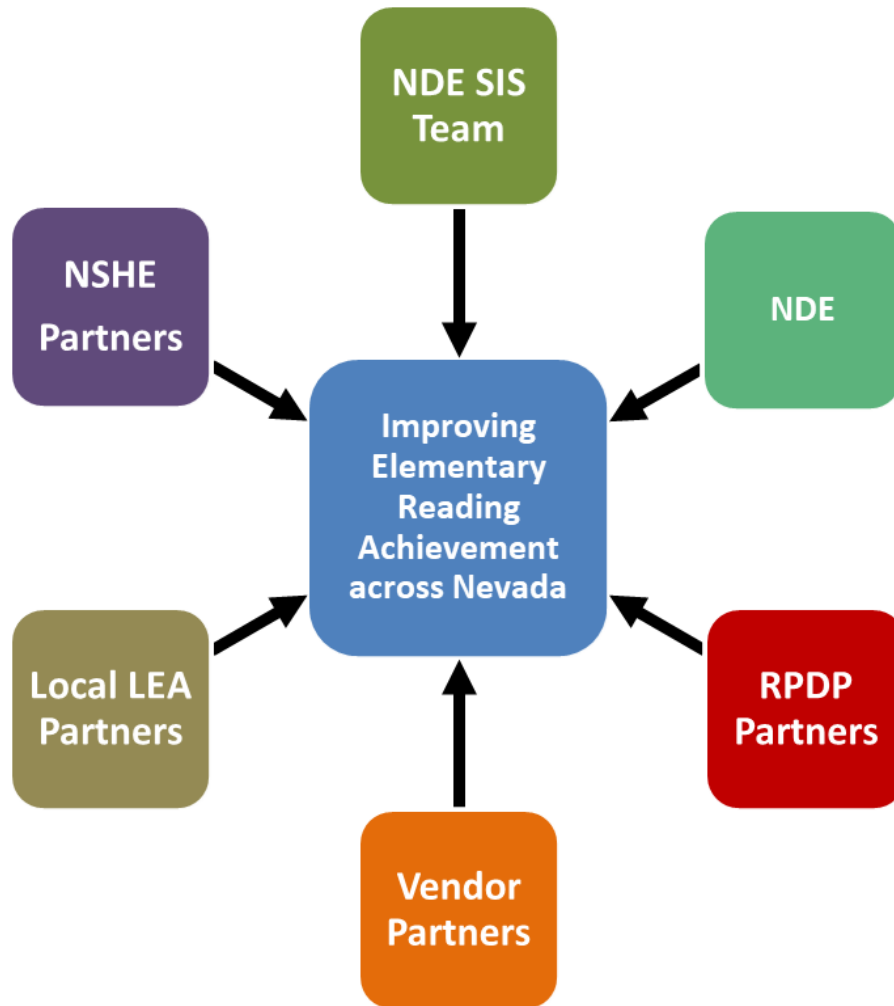 NDE SIS
Team
NSHE
Partners
NDE
Improving
Elementary
Reading
Achievement
across Nevada
Local LEA
Partners
RPDP
Partners
Vendor
Partners